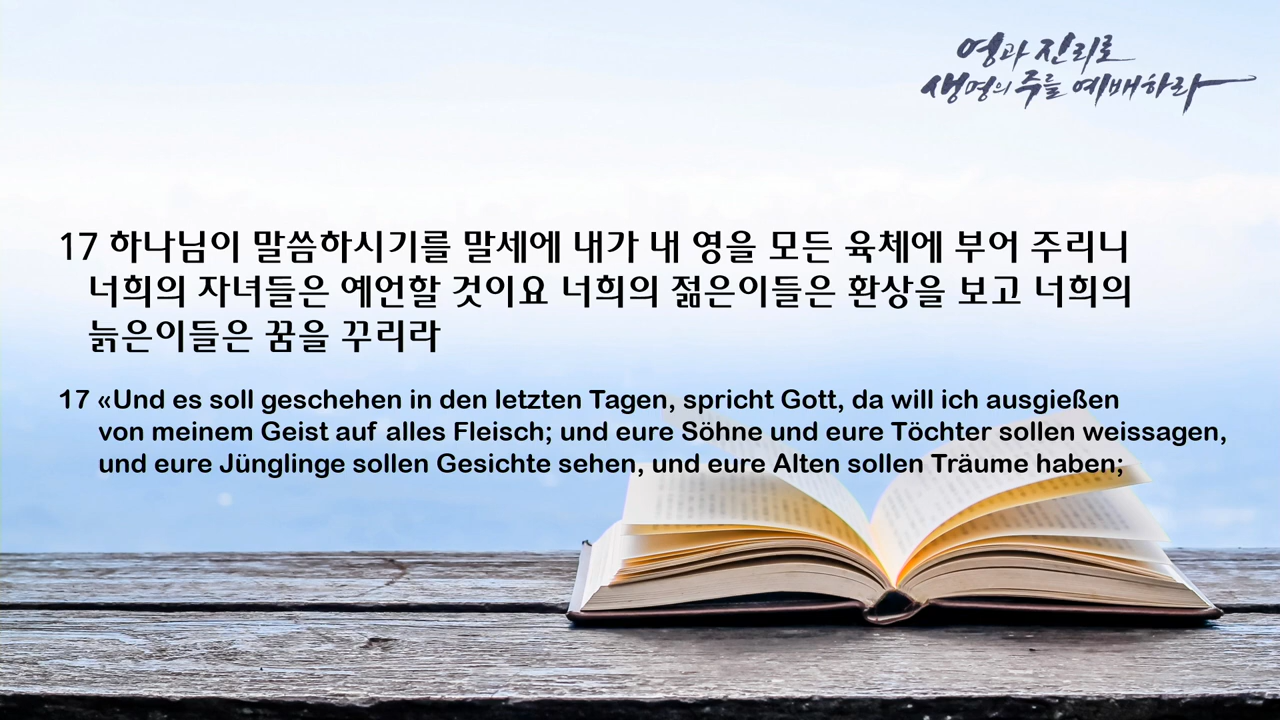 영과 진리로
생명의 주를 예배하라
17 하나님이 말씀하시기를 말세에 내가 내 영을 모든 육체에 부어 주리니
너희의 자녀들은 예언할 것이요 너희의 젊은이들은 환상을 보고 너희의
늙은이들은 꿈을 꾸리라
17 «Und es soll geschehen in den letzten Tagen, spricht Gott, da will ich ausgießen
von meinem Geist auf alles Fleisch; und eure Söhne und eure Töchter sollen weissagen,
und eure Jünglinge sollen Gesichte sehen, und eure Alten sollen Träume haben;